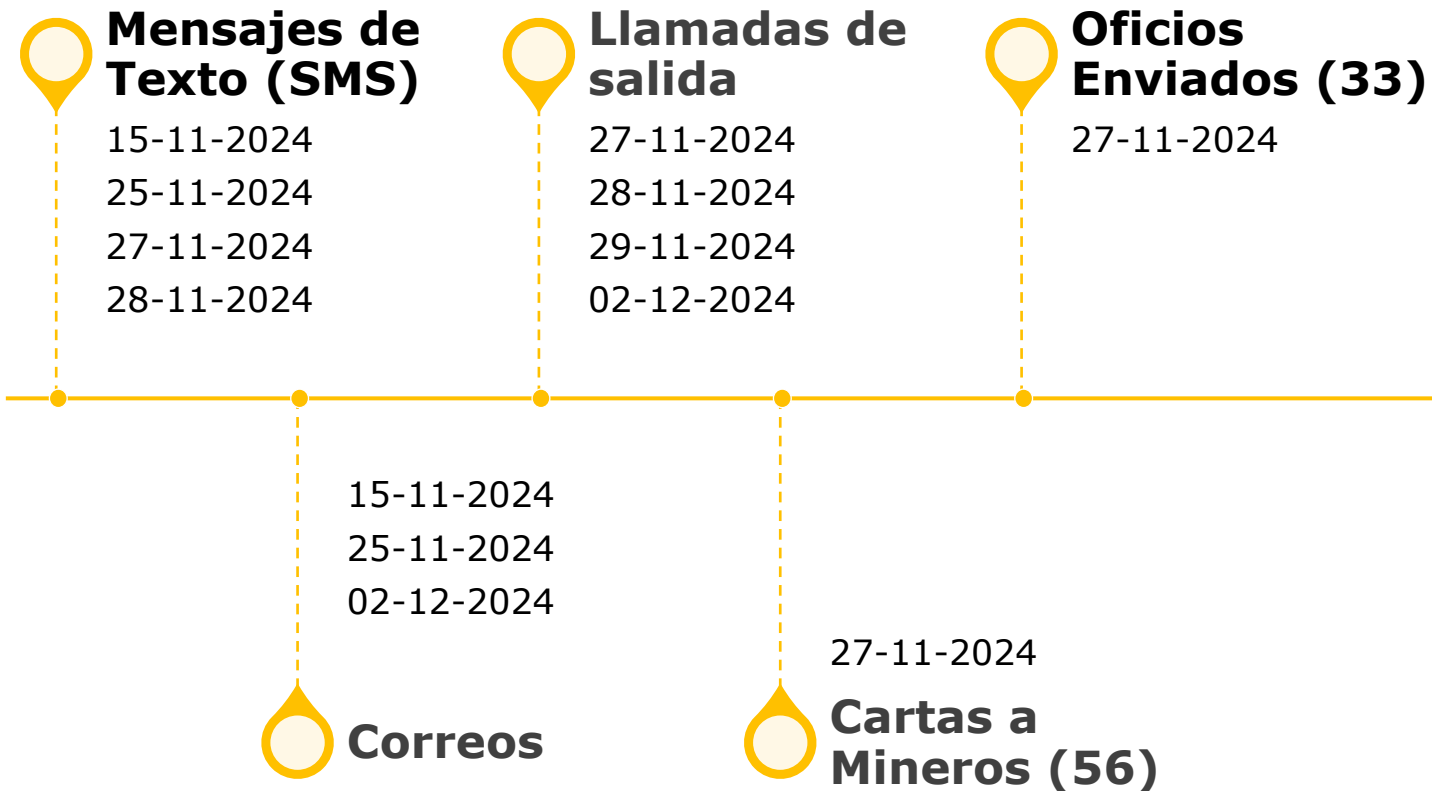 Mensajes de
Texto (SMS)
15-11-2024
25-11-2024
27-11-2024
28-11-2024
Llamadas de
salida
27-11-2024
28-11-2024
29-11-2024
02-12-2024
Oficios
Enviados (33)
27-11-2024
15-11-2024
25-11-2024
02-12-2024
Correos
27-11-2024
Cartas a
Mineros (56)